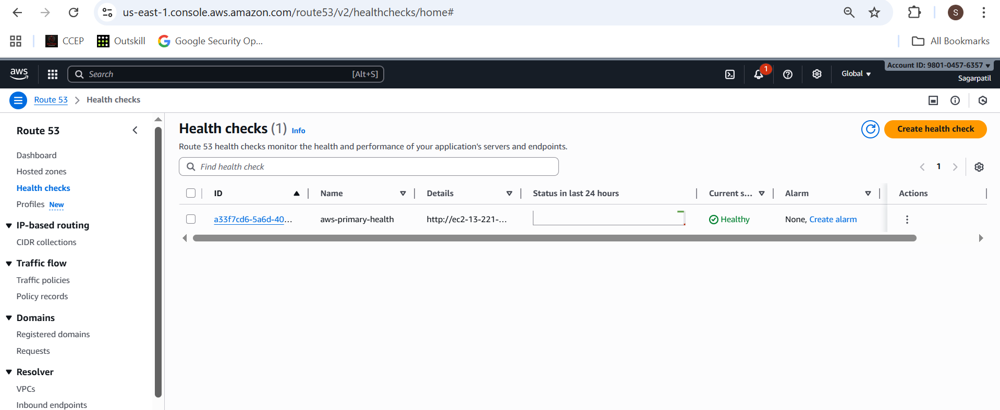 us-east-1.console.aws.amazon.com/route53/v2/healthchecks/home#
S
CCEP
Outskill
Google Security Op...
All Bookmarks
aws
Search
[Alt+S]
1
Global
Account ID: 9801-0457-6357
Sagarpatil
Route 53
Health checks
Route 53
Dashboard
Hosted zones
Health checks
Profiles New
IP-based routing
CIDR collections
Traffic flow
Traffic policies
Policy records
Domains
Registered domains
Requests
Resolver
VPCs
Inbound endpoints
Health checks (1) Info
Create health check
Route 53 health checks monitor the health and performance of your application's servers and endpoints.
Find health check
1
ID Name Details Status in last 24 hours Current s... Alarm Actions
a33f7cd6-5a6d-40... aws-primary-health http://ec2-13-221-... Healthy None, Create alarm